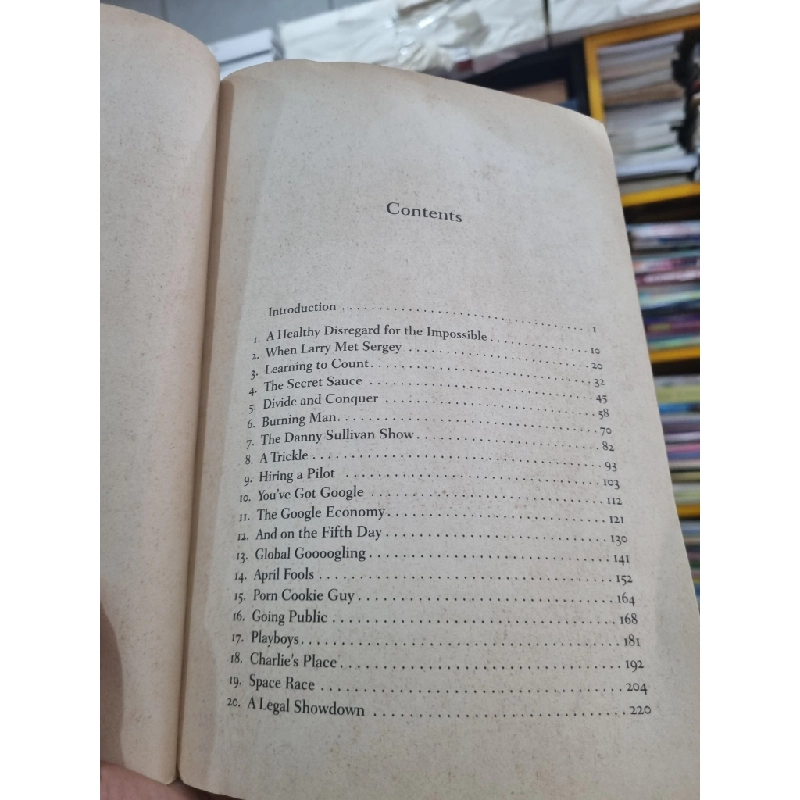 Contents
Introduction . . . . . . . . . . . . . . . . . . . . . . . . . . . . . . 1
1. A Healthy Disregard for the Impossible . . . . . . . . . . . . 10
2. When Larry Met Sergey . . . . . . . . . . . . . . . . . . . . . . 20
3. Learning to Count . . . . . . . . . . . . . . . . . . . . . . . . . 32
4. The Secret Sauce . . . . . . . . . . . . . . . . . . . . . . . . . . 45
5. Divide and Conquer . . . . . . . . . . . . . . . . . . . . . . . . 58
6. Burning Man . . . . . . . . . . . . . . . . . . . . . . . . . . . . . 70
7. The Danny Sullivan Show . . . . . . . . . . . . . . . . . . . . 82
8. A Trickle . . . . . . . . . . . . . . . . . . . . . . . . . . . . . . . . 93
9. Hiring a Pilot . . . . . . . . . . . . . . . . . . . . . . . . . . . . 103
10. You've Got Google . . . . . . . . . . . . . . . . . . . . . . . . 112
11. The Google Economy . . . . . . . . . . . . . . . . . . . . . . 121
12. And on the Fifth Day . . . . . . . . . . . . . . . . . . . . . . 130
13. Global Goooogling . . . . . . . . . . . . . . . . . . . . . . . . 141
14. April Fools . . . . . . . . . . . . . . . . . . . . . . . . . . . . . . 152
15. Porn Cookie Guy . . . . . . . . . . . . . . . . . . . . . . . . . 164
16. Going Public . . . . . . . . . . . . . . . . . . . . . . . . . . . . 168
17. Playboys . . . . . . . . . . . . . . . . . . . . . . . . . . . . . . . . 181
18. Charlie's Place . . . . . . . . . . . . . . . . . . . . . . . . . . . 192
19. Space Race . . . . . . . . . . . . . . . . . . . . . . . . . . . . . . 204
20. A Legal Showdown . . . . . . . . . . . . . . . . . . . . . . . . 220